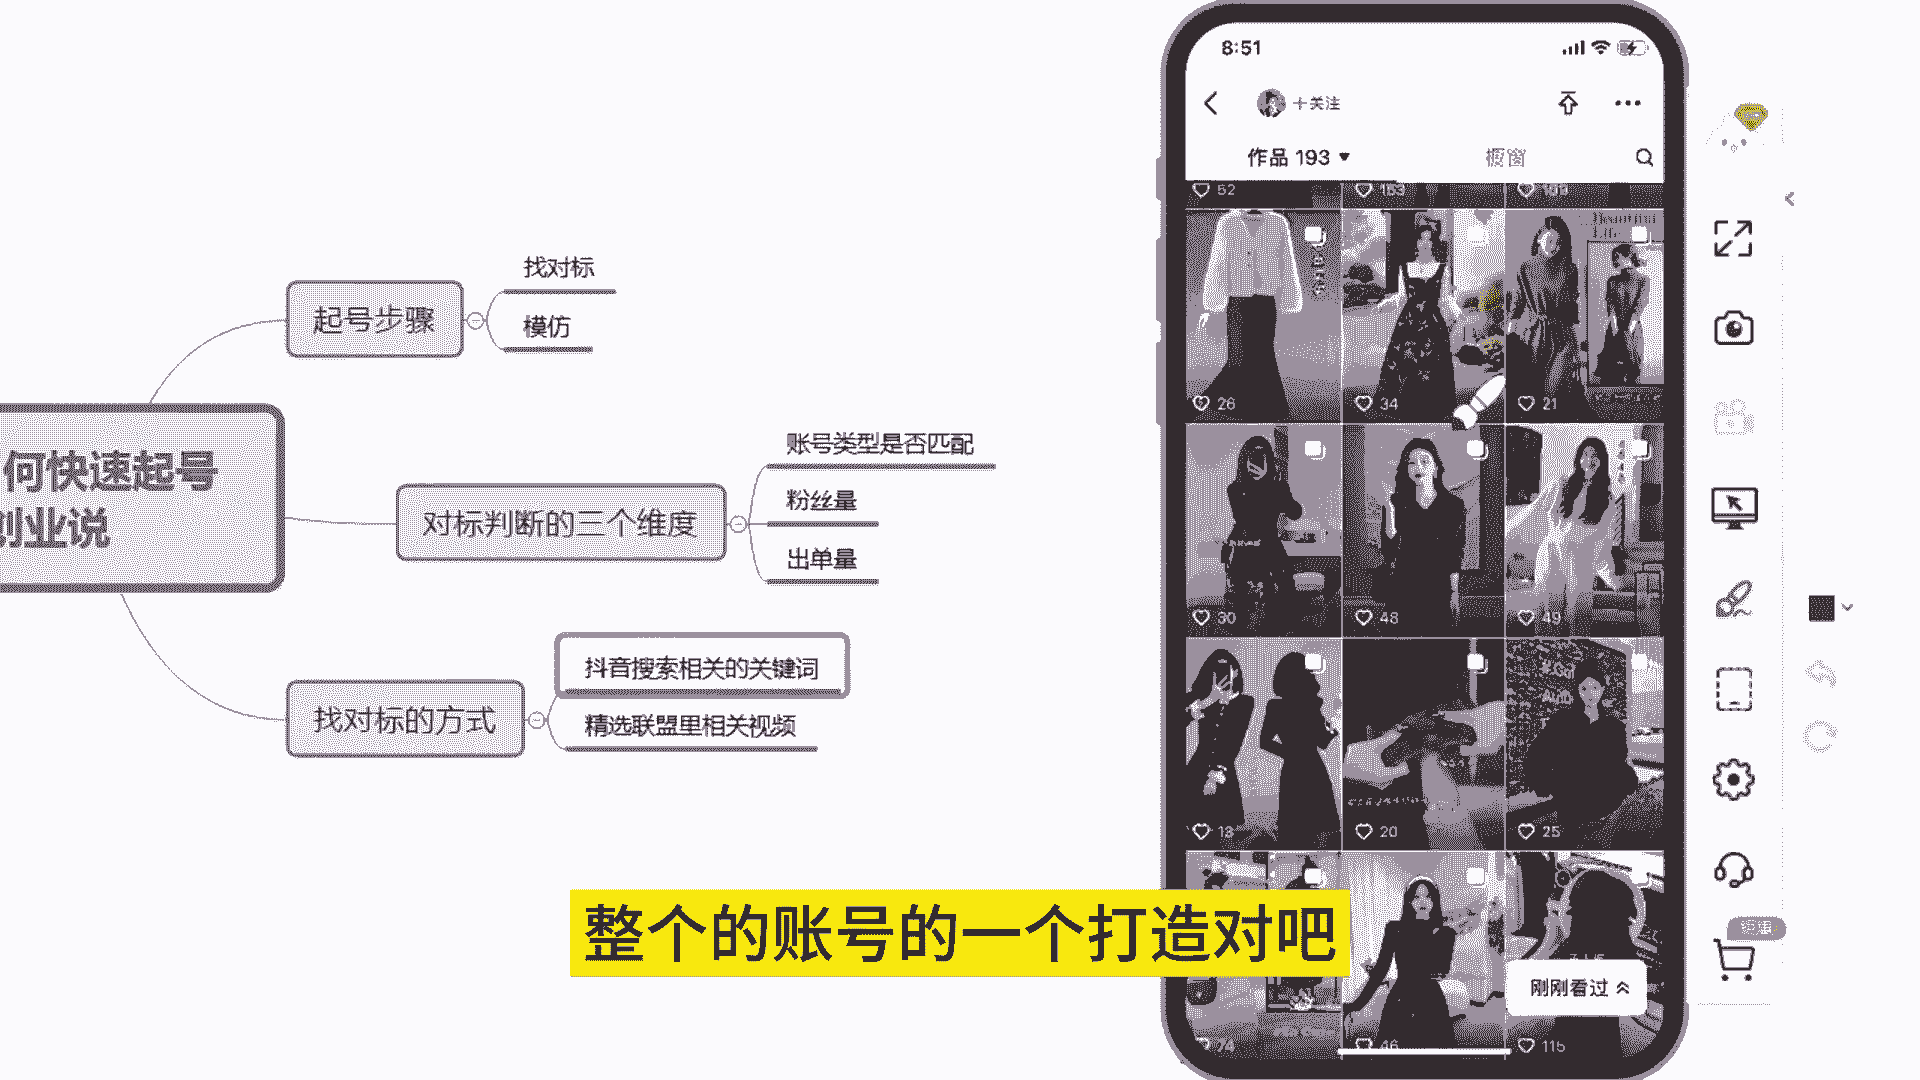 何快速起号
创业说
起号步骤
找对标
模仿
对标判断的三个维度
账号类型是否匹配
粉丝量
出单量
找对标的方式
抖音搜索相关的关键词
精选联盟里相关视频
8:51
+关注
作品 193
橱窗
52
26
34
21
30
48
49
13
20
25
46
115
刚刚看过
整个的账号的一个打造对吧